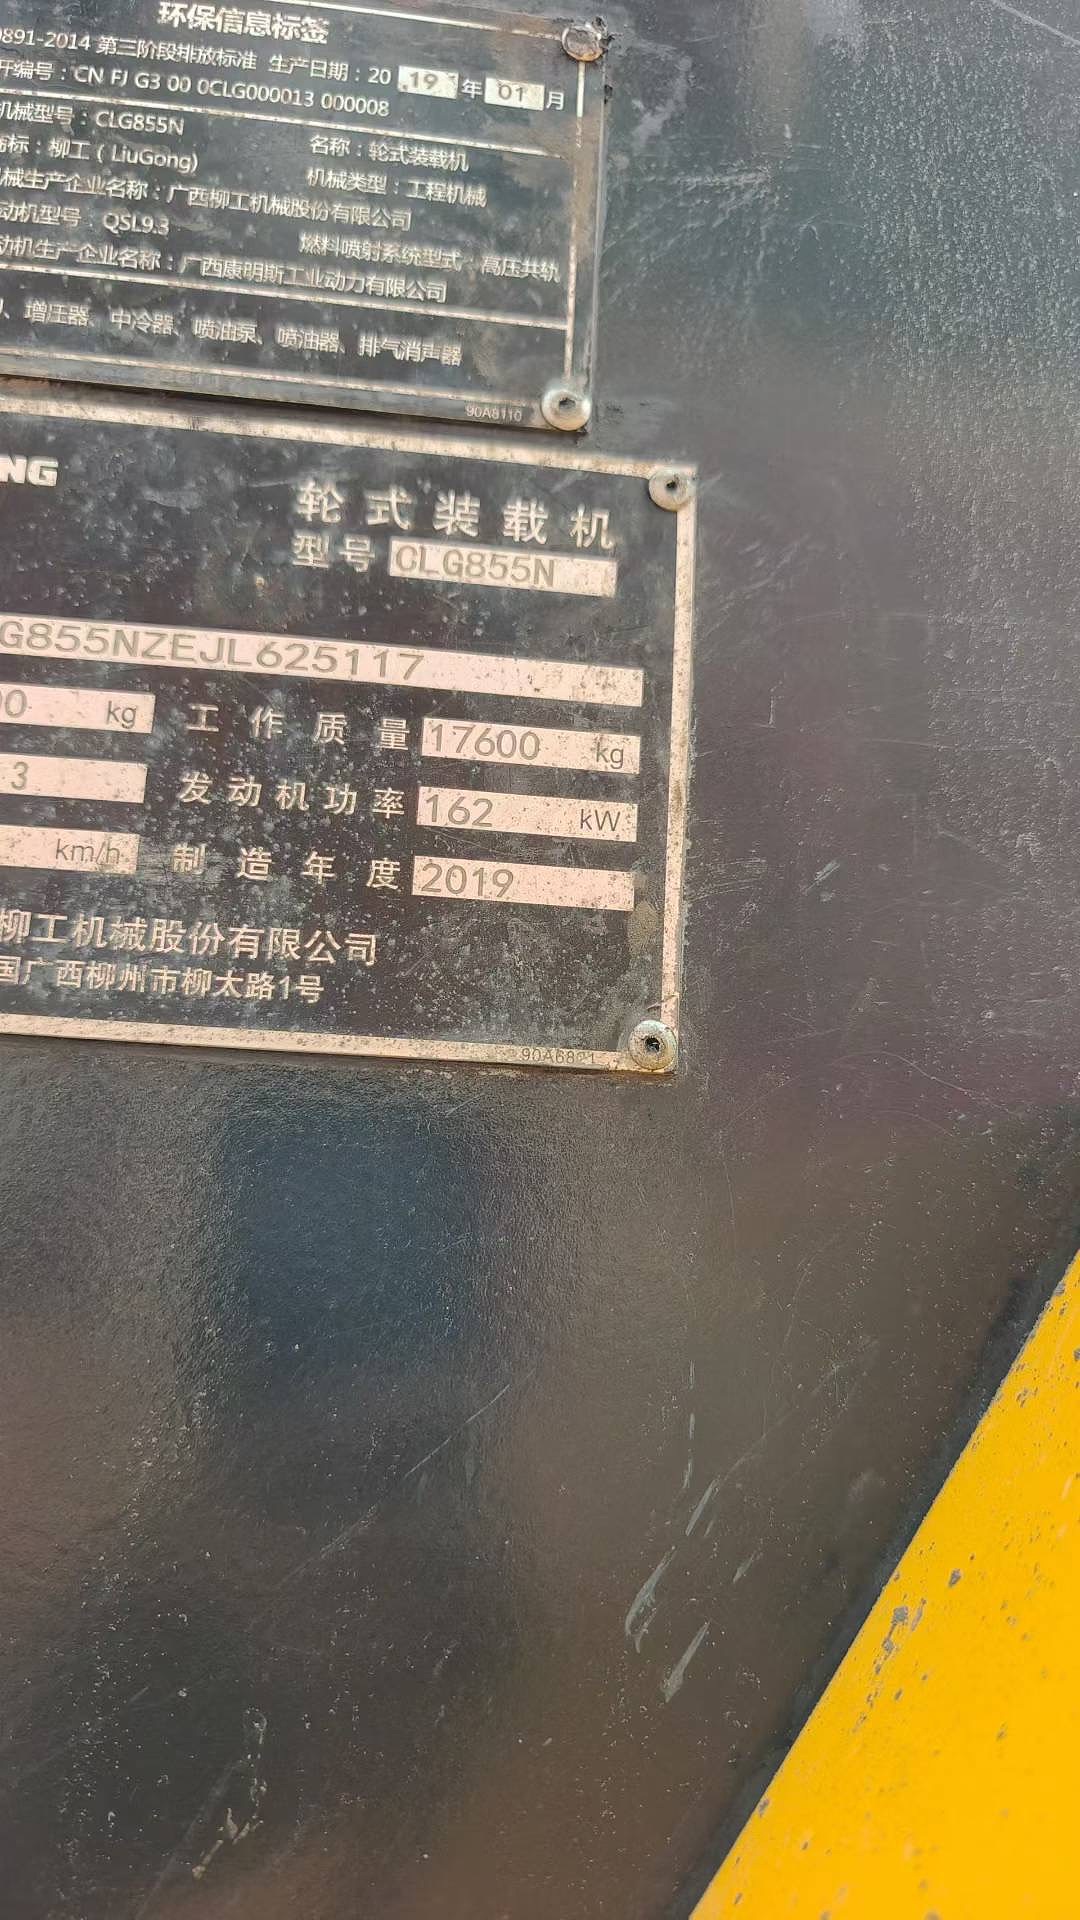 环保信息标签
0891-2014 第三阶段排放标准 生产日期：2019年01月
开编号：CN FJ G3 00 0CLG000013 000008
机械型号：CLG855N 名称：轮式装载机
商标：柳工（LiuGong） 机械类型：工程机械
机械生产企业名称：广西柳工机械股份有限公司
动机型号 QSL9.3 燃料喷射系统型式：高压共轨
动机生产企业名称：广西康明斯工业动力有限公司
、增压器、中冷器、喷油泵、喷油器、排气消声器
90A8110
NG
轮式装载机
型号 CLG855N
G855NZEJL625117
00 kg 工作质量 17600 kg
3 发动机功率 162 kW
km/h 制造年度 2019
柳工机械股份有限公司
国广西柳州市柳太路1号
90A6821